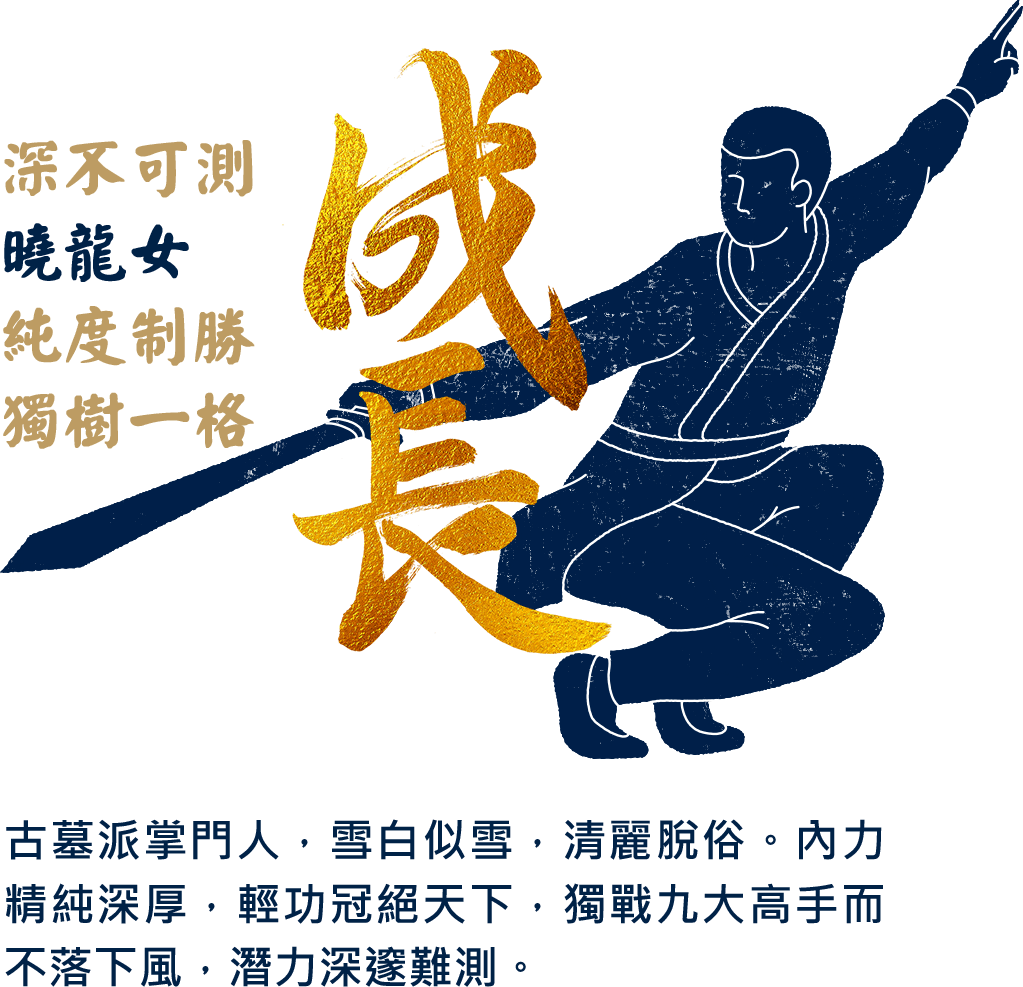 成長
深不可測
曉龍女
純度制勝
獨樹一格
古墓派掌門人，雪白似雪，清麗脫俗。內力
精純深厚，輕功冠絕天下，獨戰九大高手而
不落下風，潛力深邃難測。